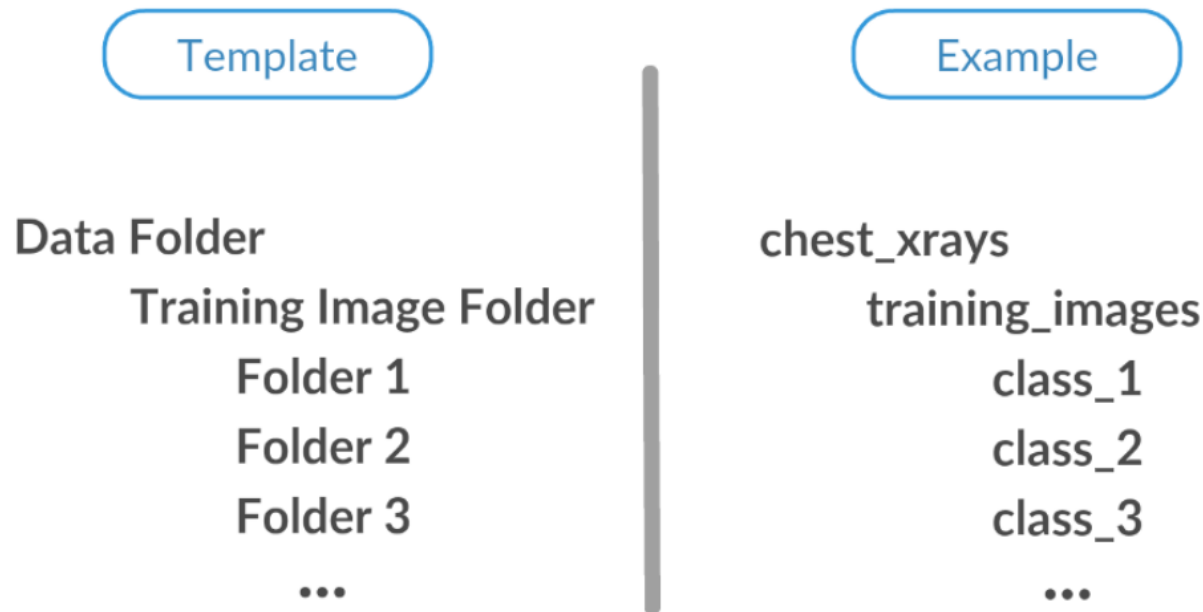 Template
Data Folder
Training Image Folder
Folder 1
Folder 2
Folder 3
...
Example
chest_xrays
training_images
class_1
class_2
class_3
...